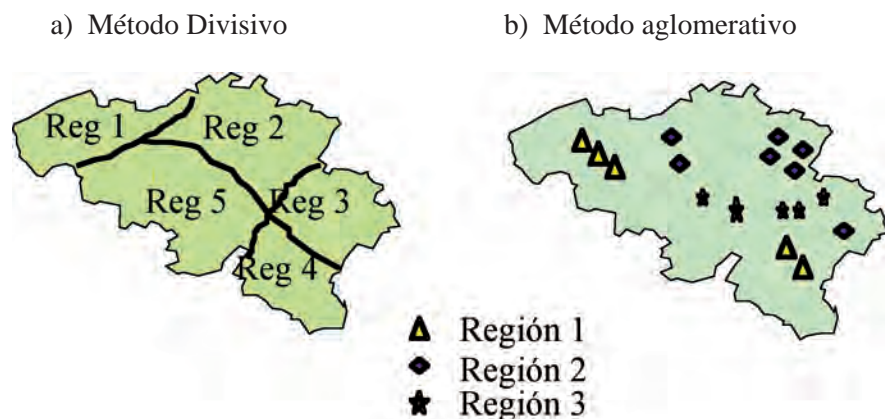 a) Método Divisivo
b) Método aglomerativo
Reg 1
Reg 2
Reg 5
Reg 3
Reg 4
Región 1
Región 2
Región 3